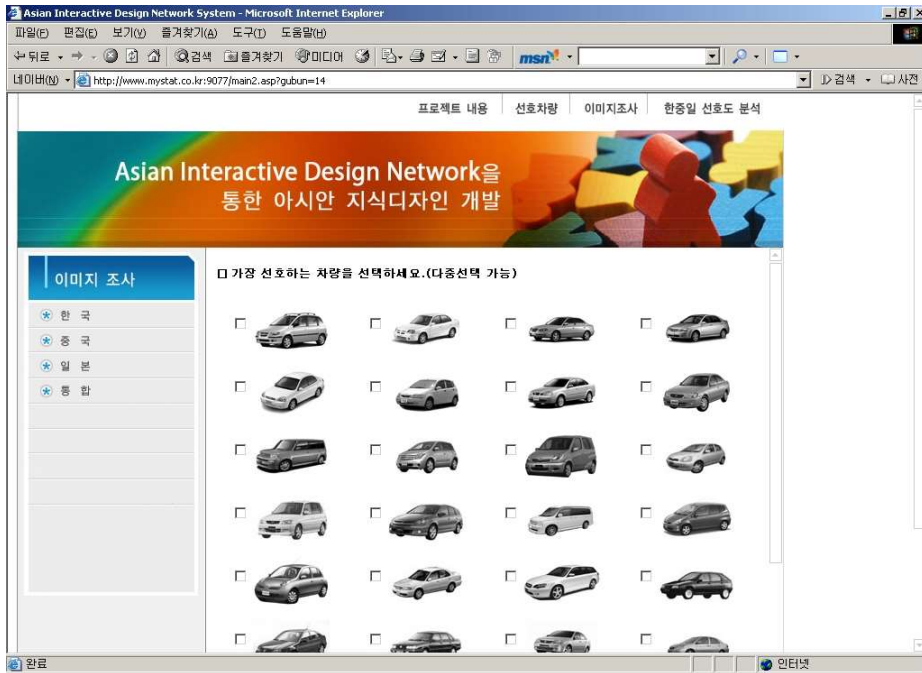 Asian Interactive Design Network System - Microsoft Internet Explorer
파일(F) 편집(E) 보기(V) 즐겨찾기(A) 도구(T) 도움말(H)
뒤로 검색 즐겨찾기 미디어 msn
네이버(N) http://www.mystat.co.kr:9077/main2.asp?gubun=14 검색 사전
프로젝트 내용 선호차량 이미지조사 한중일 선호도 분석
Asian Interactive Design Network을
통한 아시안 지식디자인 개발
이미지 조사
한 국
중 국
일 본
통 합
가장 선호하는 차량을 선택하세요.(다중선택 가능)
완료 인터넷